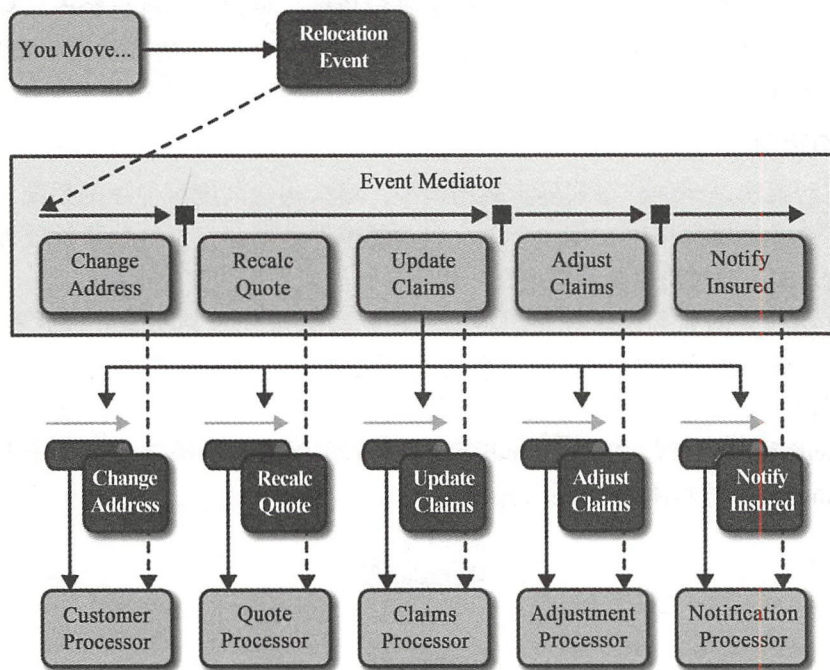 You Move...
Relocation
Event
Event Mediator
Change
Address
Recalc
Quote
Update
Claims
Adjust
Claims
Notify
Insured
Change
Address
Recalc
Quote
Update
Claims
Adjust
Claims
Notify
Insured
Customer
Processor
Quote
Processor
Claims
Processor
Adjustment
Processor
Notification
Processor